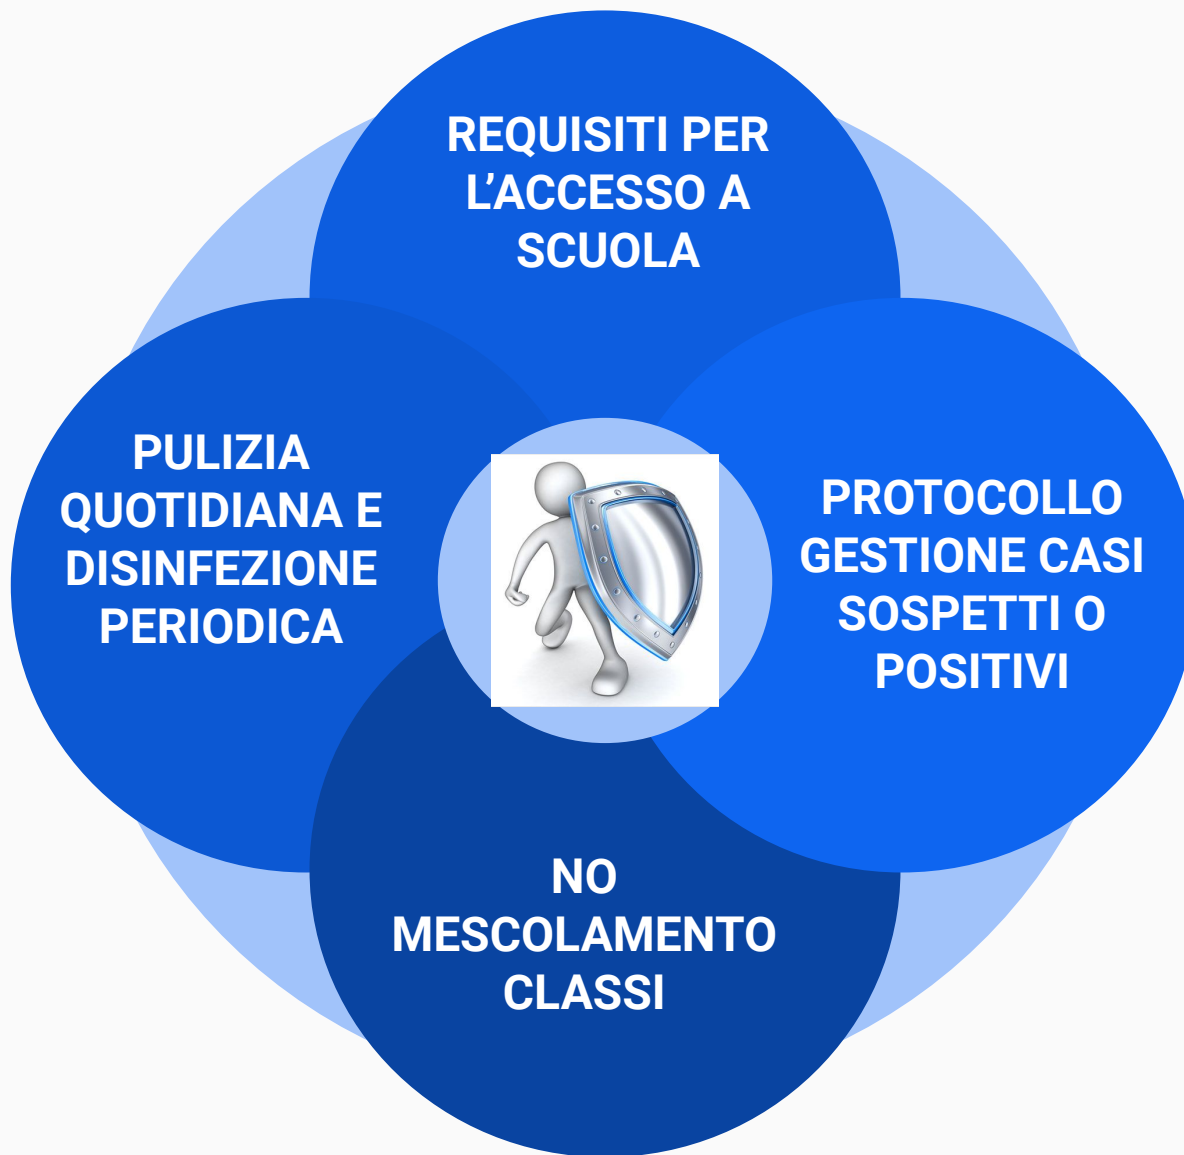 REQUISITI PER
L’ACCESSO A
SCUOLA
PULIZIA
QUOTIDIANA E
DISINFEZIONE
PERIODICA
PROTOCOLLO
GESTIONE CASI
SOSPETTI O
POSITIVI
NO
MESCOLAMENTO
CLASSI